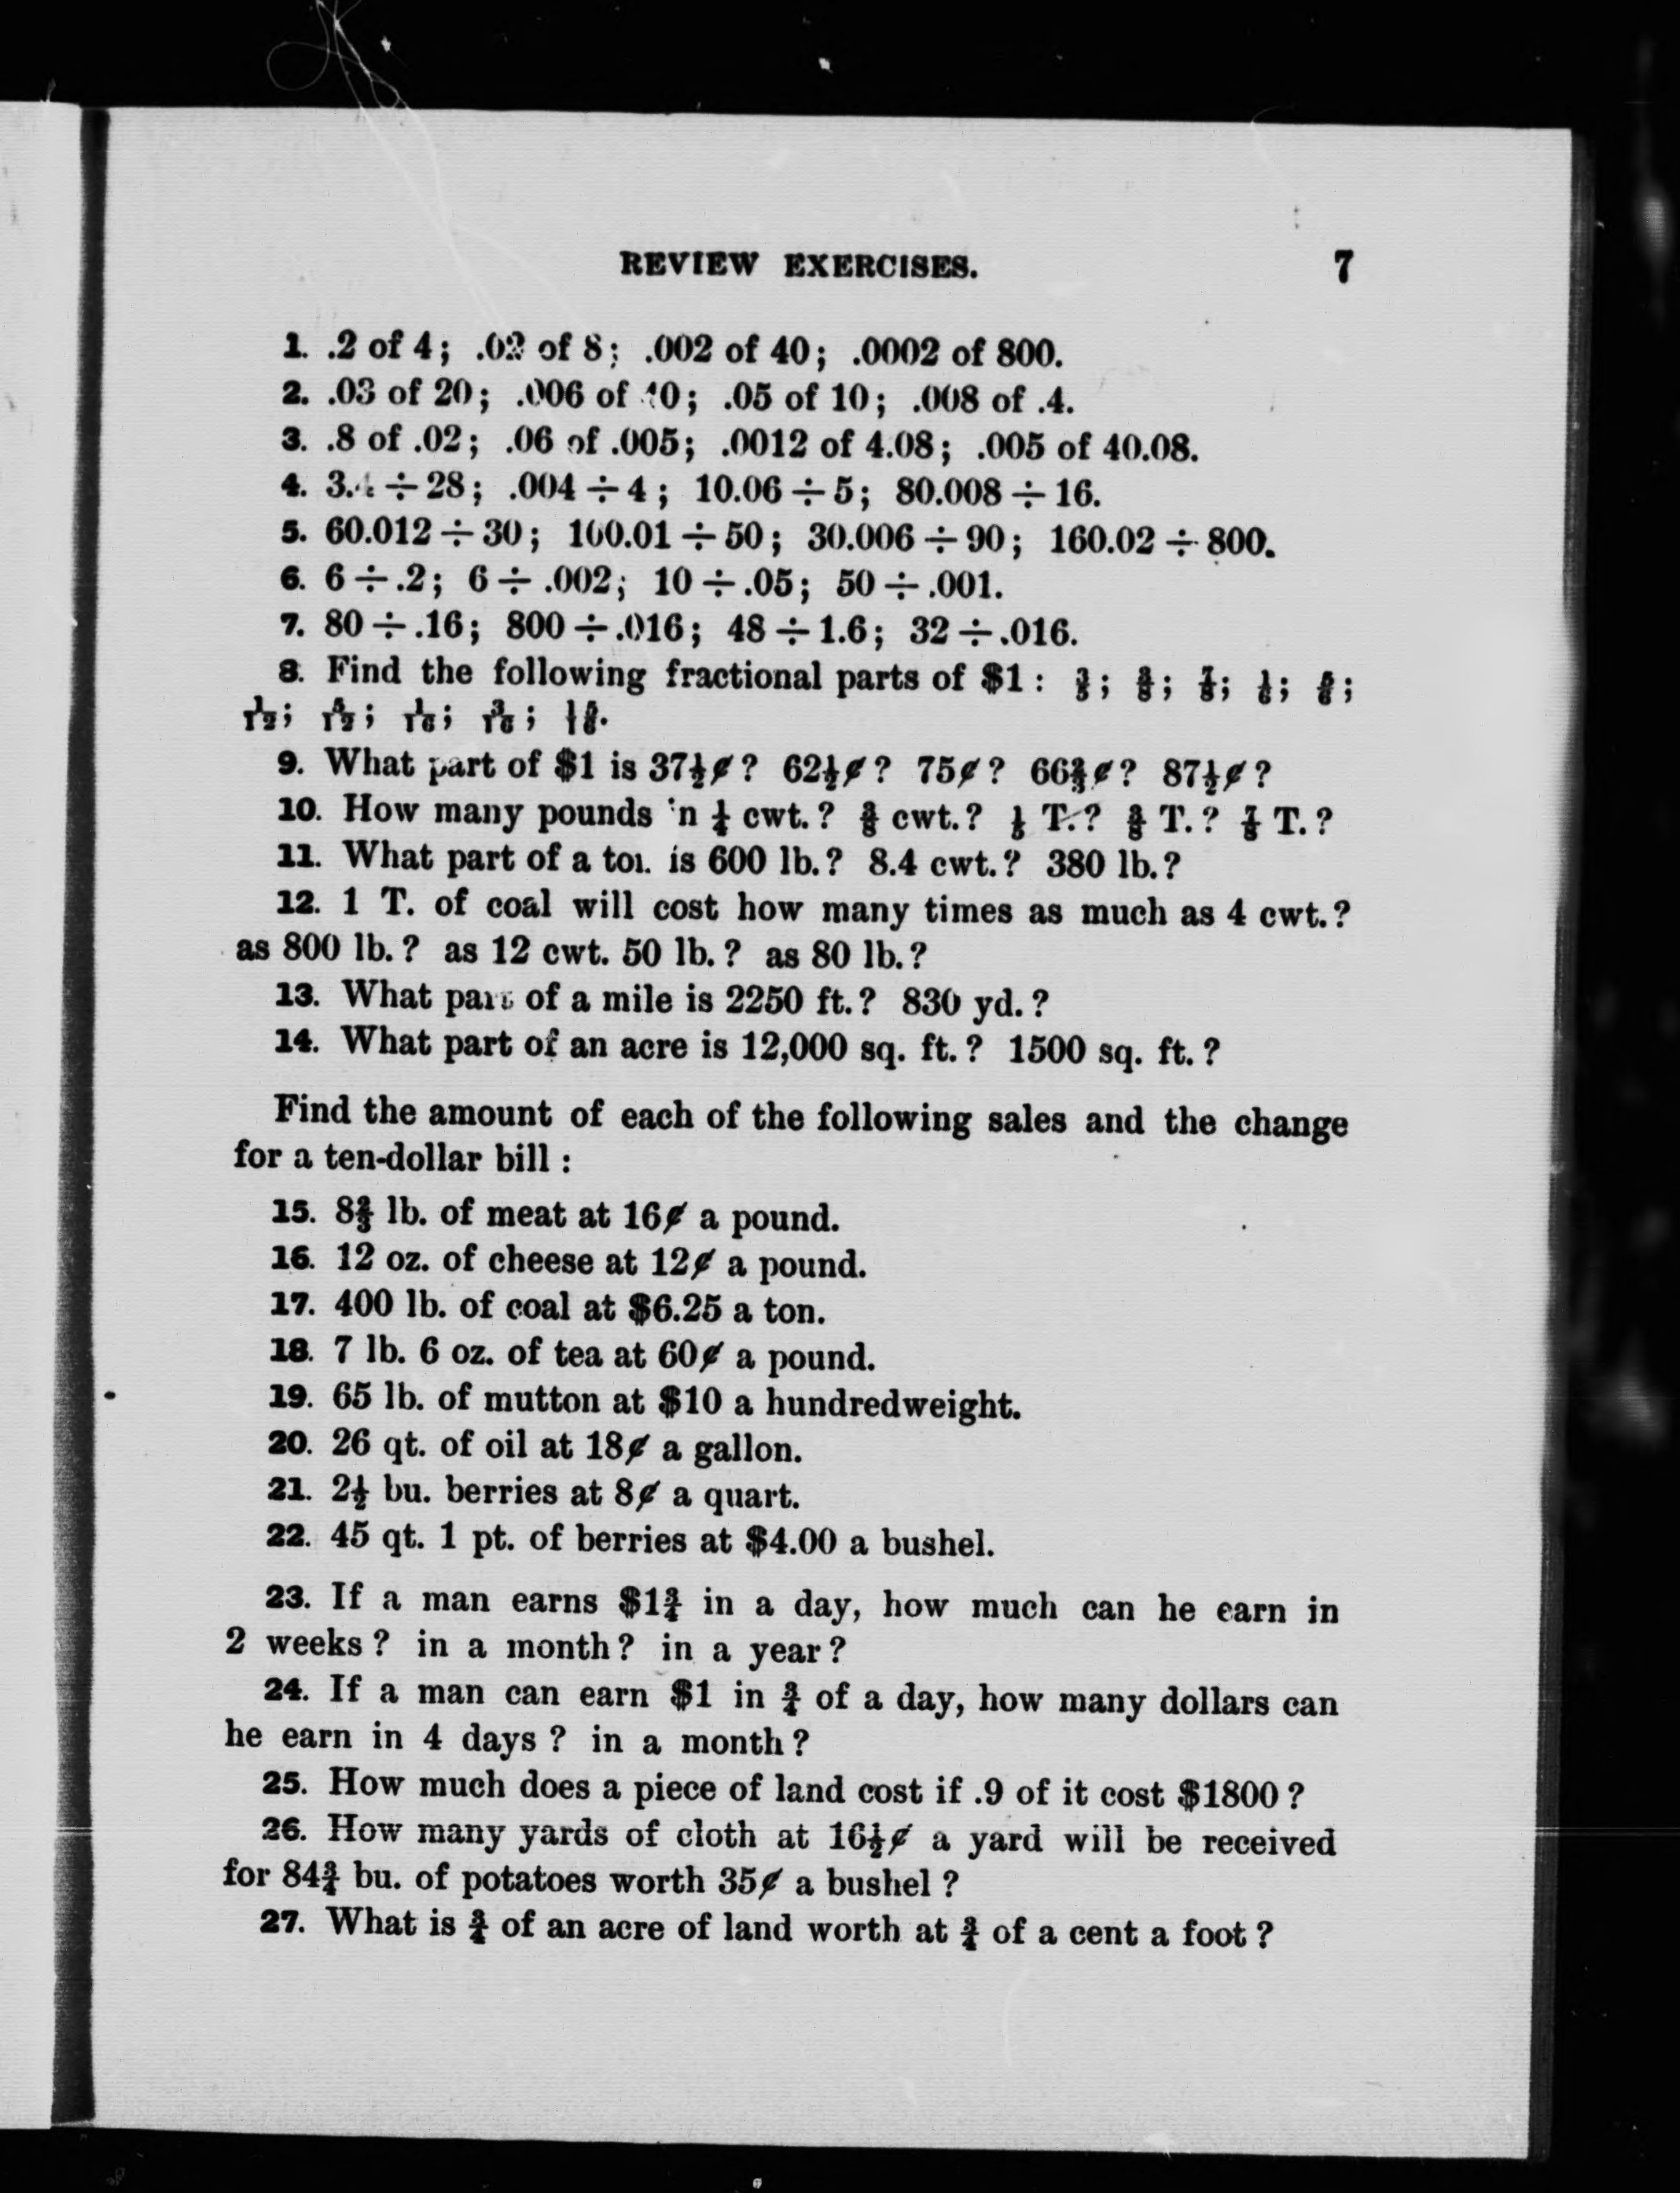 REVIEW EXERCISES. 7
1. .2 of 4; .02 of 8; .002 of 40; .0002 of 800.
2. .03 of 20; .006 of 10; .05 of 10; .008 of .4.
3. .8 of .02; .06 of .005; .0012 of 4.08; .005 of 40.08.
4. ÷ 28; .004 ÷ 4; 10.06 ÷ 5; 80.008 ÷ 16.
5. 60.012 ÷ 30; 100.01 ÷ 50; 30.006 ÷ 90; 160.02 ÷ 800.
6. 6 ÷ .2; 6 ÷ .002; 10 ÷ .05; 50 ÷ .001.
7. 80 ÷ .16; 800 ÷ .016; 48 ÷ 1.6; 32 ÷ .016.
8. Find the following fractional parts of $1: ⅜; ⅞; ⅙; ⅚;
1/12; 5/12; 1/16; 3/16;
9. What part of $1 is 37½¢? 62½¢? 75¢? 66⅔¢? 87½¢?
10. How many pounds in ¼ cwt.? ⅜ cwt.? T.? ⅜ T.? ⅞ T.?
11. What part of a ton is 600 lb.? 8.4 cwt.? 380 lb.?
12. 1 T. of coal will cost how many times as much as 4 cwt.?
as 800 lb.? as 12 cwt. 50 lb.? as 80 lb.?
13. What part of a mile is 2250 ft.? 830 yd.?
14. What part of an acre is 12,000 sq. ft.? 1500 sq. ft.?
Find the amount of each of the following sales and the change
for a ten-dollar bill:
15. 8⅔ lb. of meat at 16¢ a pound.
16. 12 oz. of cheese at 12¢ a pound.
17. 400 lb. of coal at $6.25 a ton.
18. 7 lb. 6 oz. of tea at 60¢ a pound.
19. 65 lb. of mutton at $10 a hundredweight.
20. 26 qt. of oil at 18¢ a gallon.
21. 2½ bu. berries at 8¢ a quart.
22. 45 qt. 1 pt. of berries at $4.00 a bushel.
23. If a man earns $1¾ in a day, how much can he earn in
2 weeks? in a month? in a year?
24. If a man can earn $1 in ¾ of a day, how many dollars can
he earn in 4 days? in a month?
25. How much does a piece of land cost if .9 of it cost $1800?
26. How many yards of cloth at 16½¢ a yard will be received
for 84¾ bu. of potatoes worth 35¢ a bushel?
27. What is ¾ of an acre of land worth at ¾ of a cent a foot?